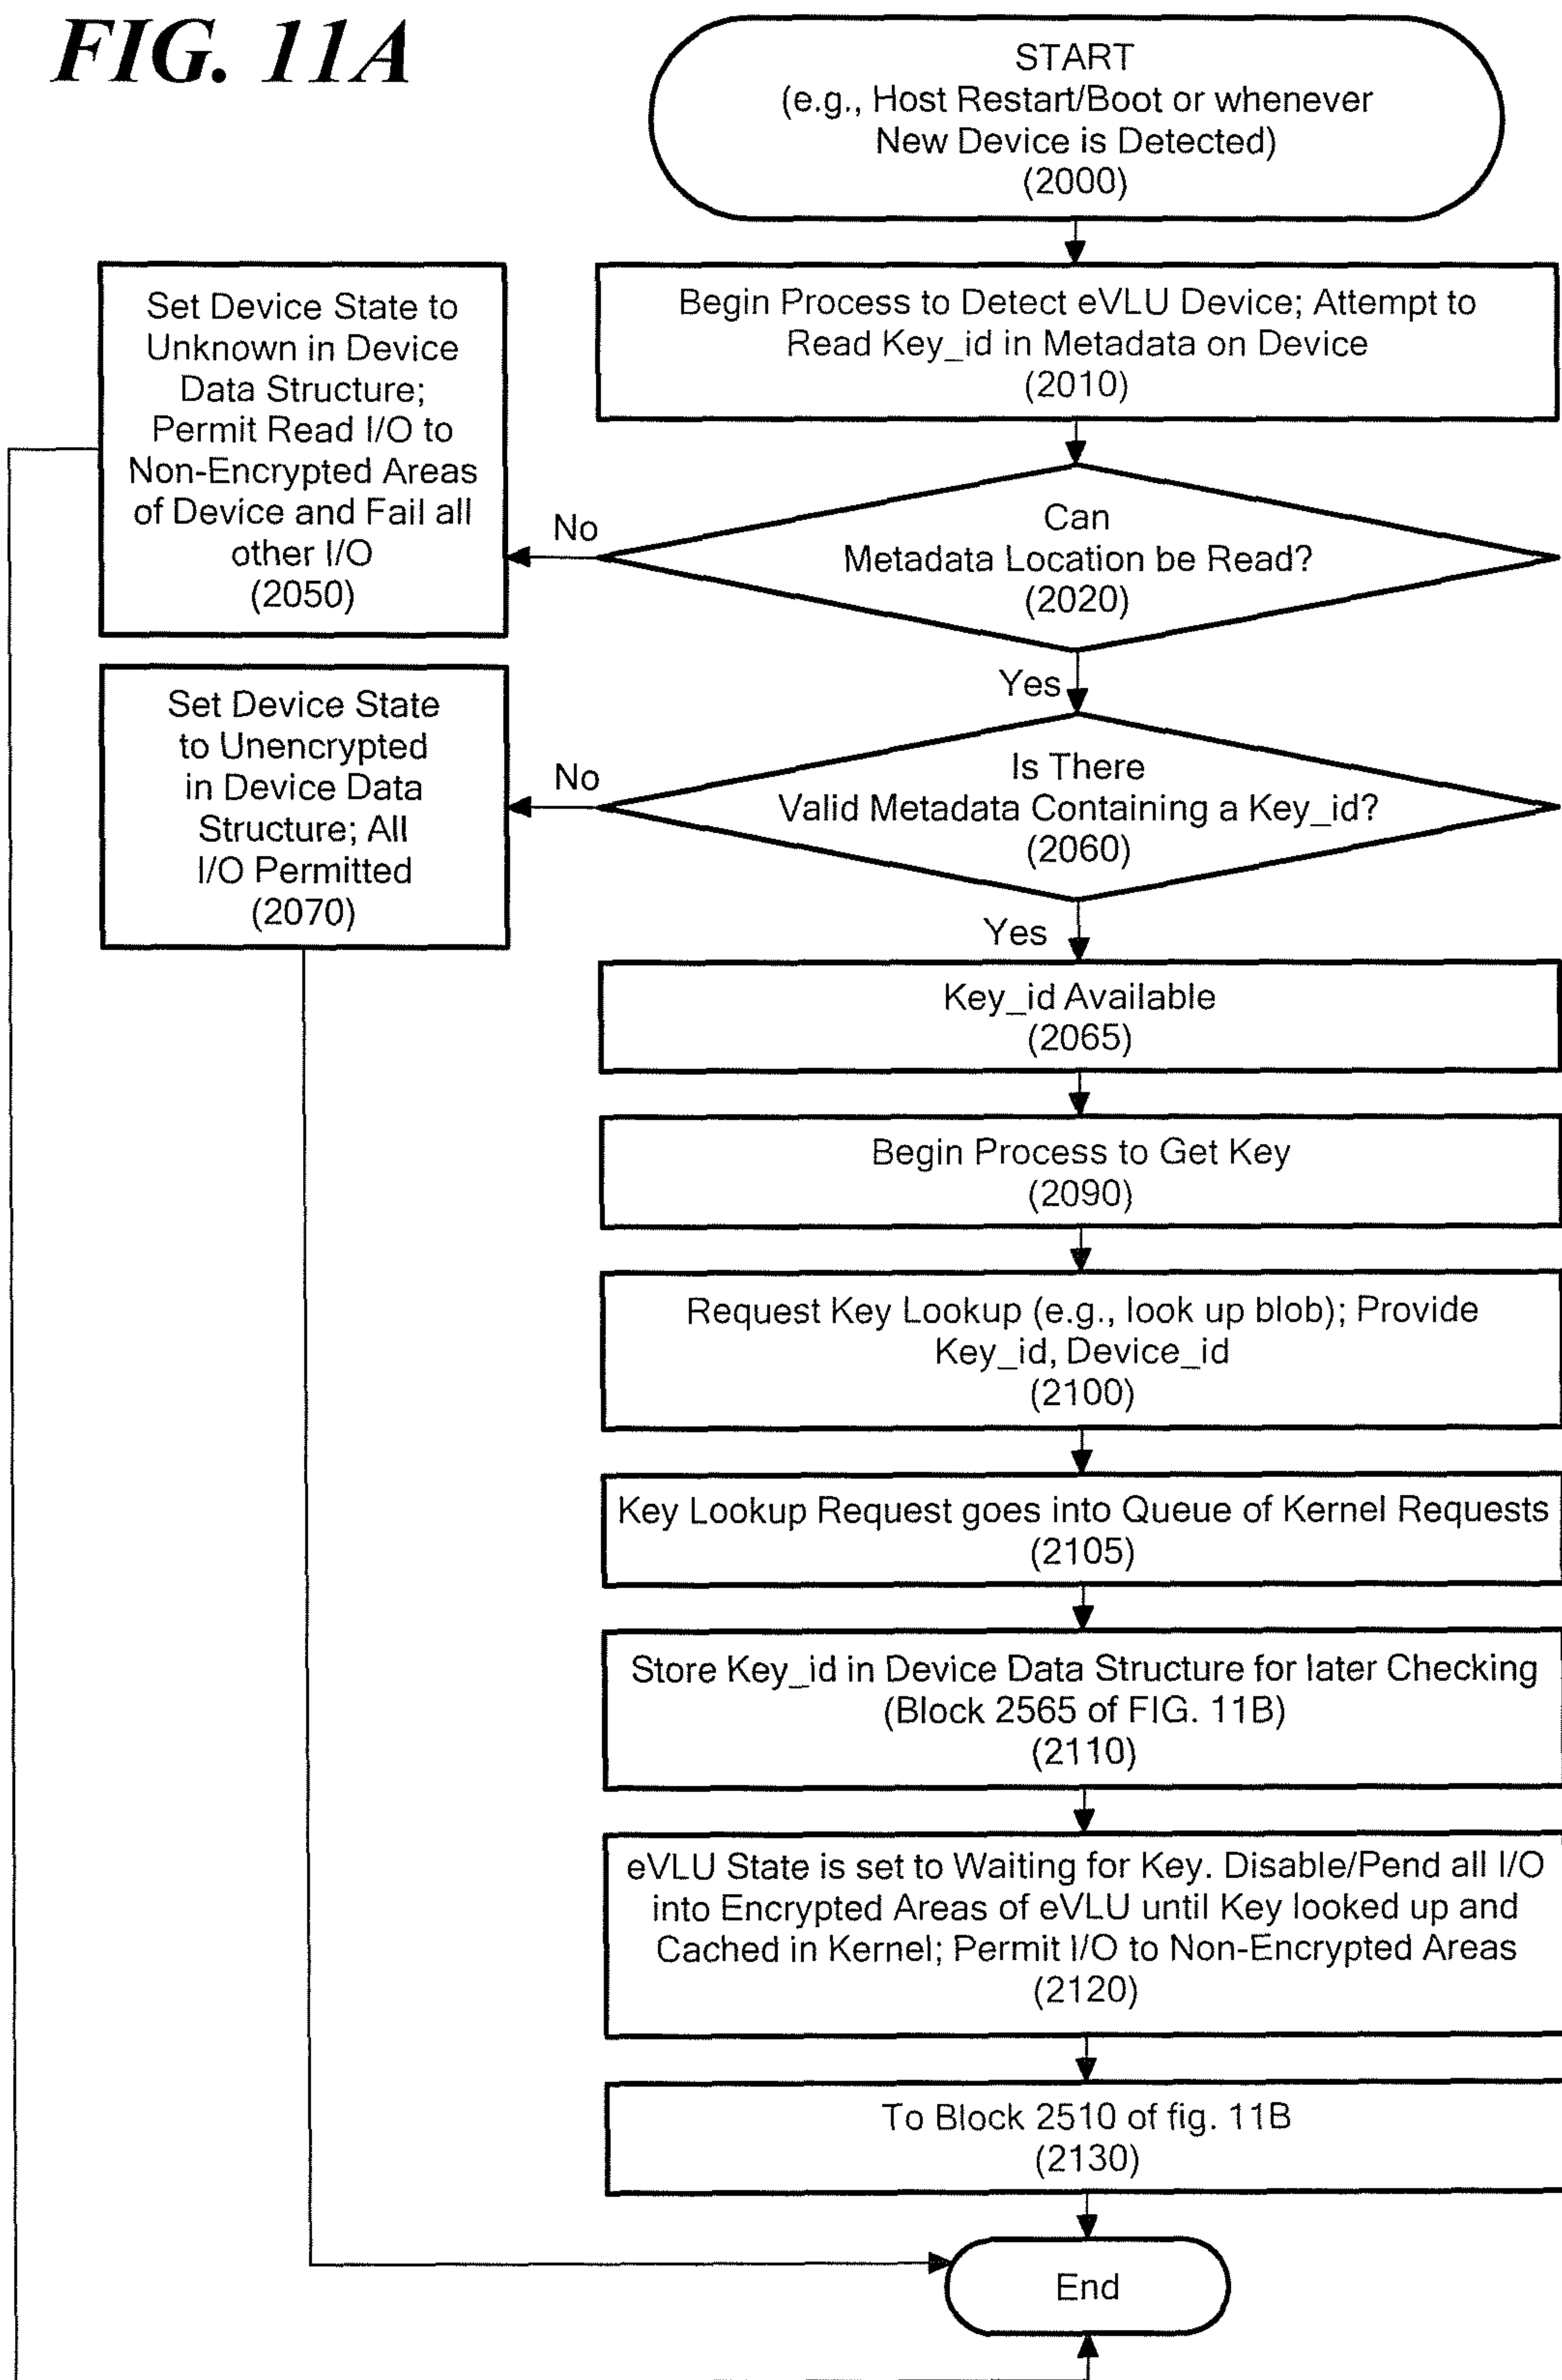 FIG. 11A
START
(e.g., Host Restart/Boot or whenever
New Device is Detected)
(2000)
Begin Process to Detect eVLU Device; Attempt to
Read Key_id in Metadata on Device
(2010)
Set Device State to
Unknown in Device
Data Structure;
Permit Read I/O to
Non-Encrypted Areas
of Device and Fail all
other I/O
(2050)
No
Can
Metadata Location be Read?
(2020)
Yes
Set Device State
to Unencrypted
in Device Data
Structure; All
I/O Permitted
(2070)
No
Is There
Valid Metadata Containing a Key_id?
(2060)
Yes
Key_id Available
(2065)
Begin Process to Get Key
(2090)
Request Key Lookup (e.g., look up blob); Provide
Key_id, Device_id
(2100)
Key Lookup Request goes into Queue of Kernel Requests
(2105)
Store Key_id in Device Data Structure for later Checking
(Block 2565 of FIG. 11B)
(2110)
eVLU State is set to Waiting for Key. Disable/Pend all I/O
into Encrypted Areas of eVLU until Key looked up and
Cached in Kernel; Permit I/O to Non-Encrypted Areas
(2120)
To Block 2510 of fig. 11B
(2130)
End